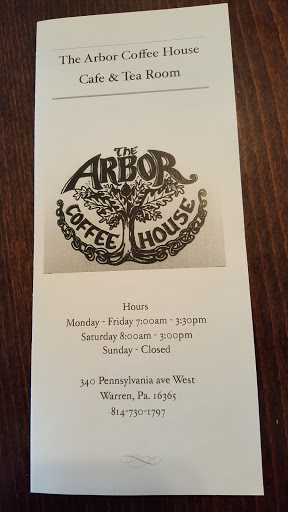 The Arbor Coffee House
Cafe & Tea Room
THE
ARBOR
COFFEE HOUSE
Hours
Monday - Friday 7:00am - 3:30pm
Saturday 8:00am - 3:00pm
Sunday - Closed
340 Pennsylvania ave West
Warren, Pa. 16365
814-730-1797